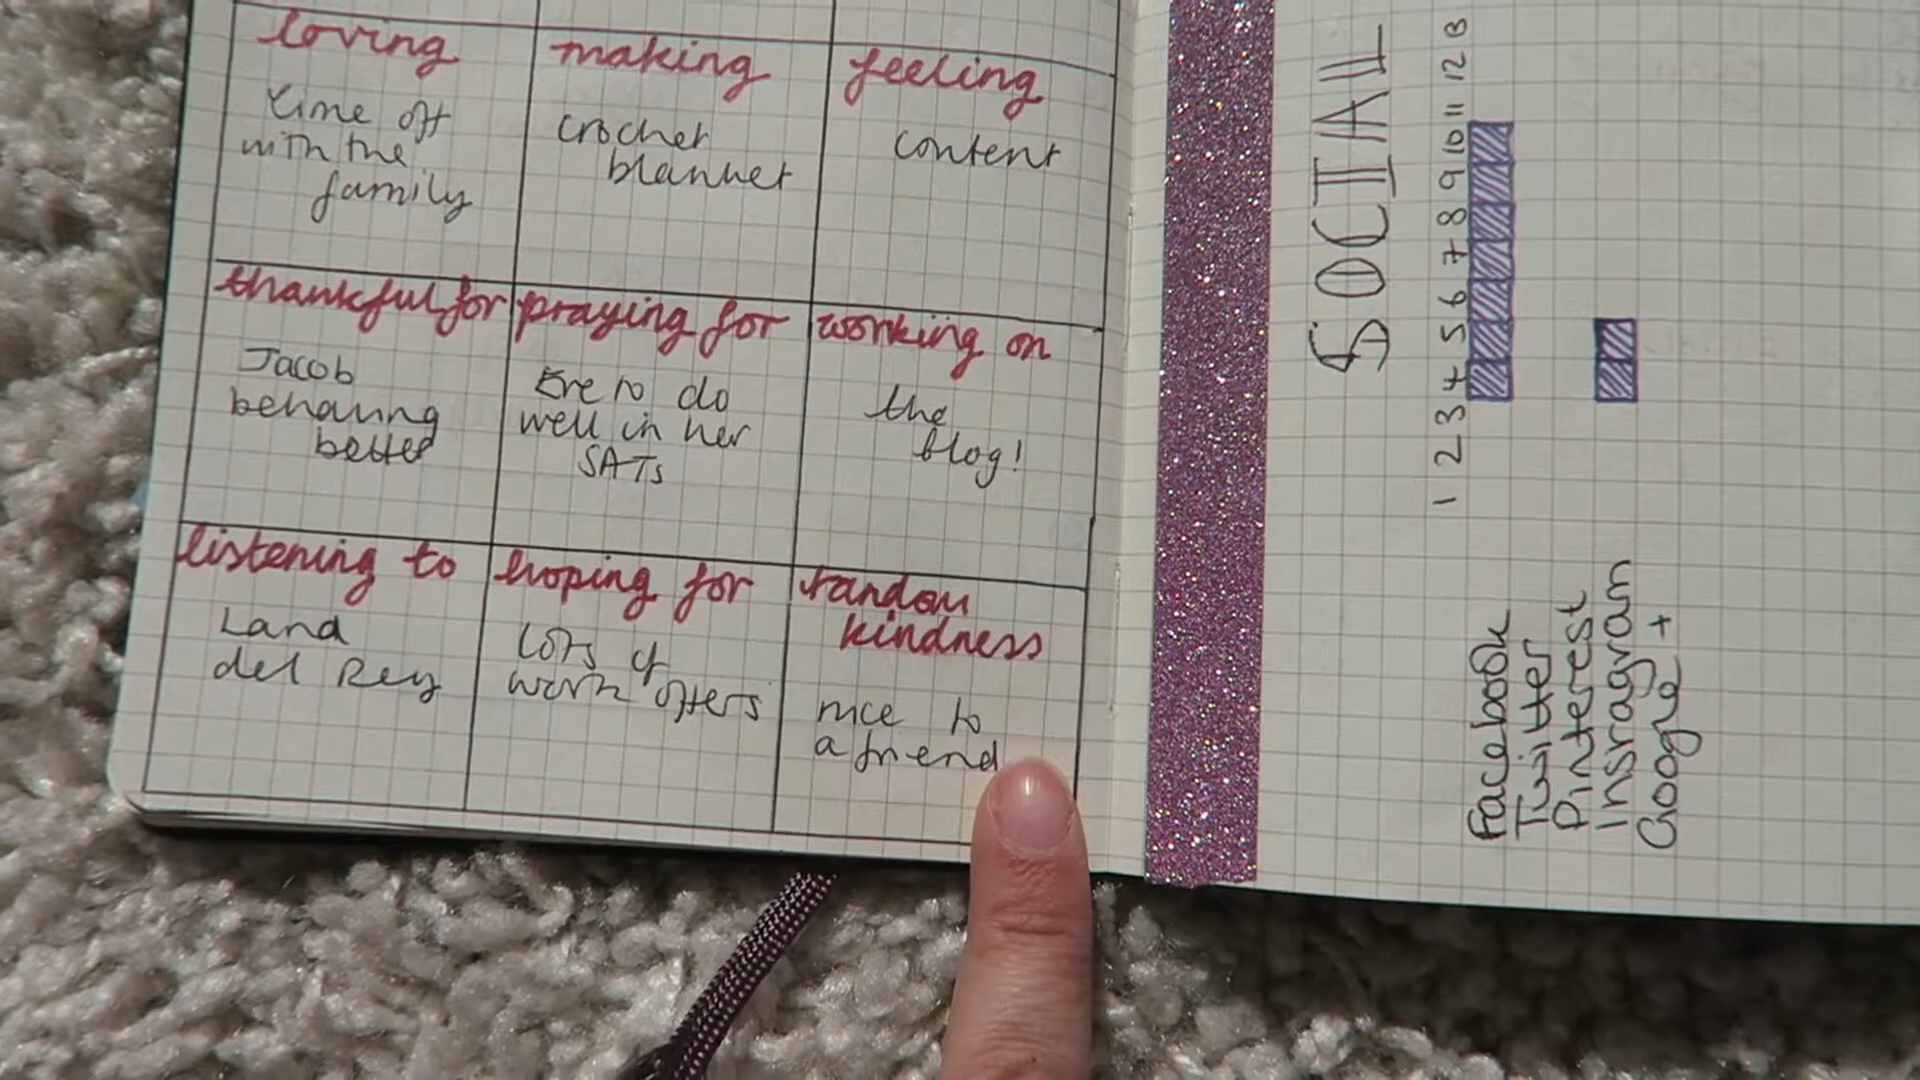 loving
time off
with the
family
making
crochet
blanket
feeling
content
thankful for
Jacob
behaving
better
praying for
Eve to do
well in her
SATs
working on
the
blog!
listening to
Land
del Rey
hoping for
lots of
work offers
random
kindness
nice to
a friend
SOCIAL
1 2 3 4 5 6 7 8 9 10 11 12 13
Facebook
Twitter
Pinterest
Instagram
Google +